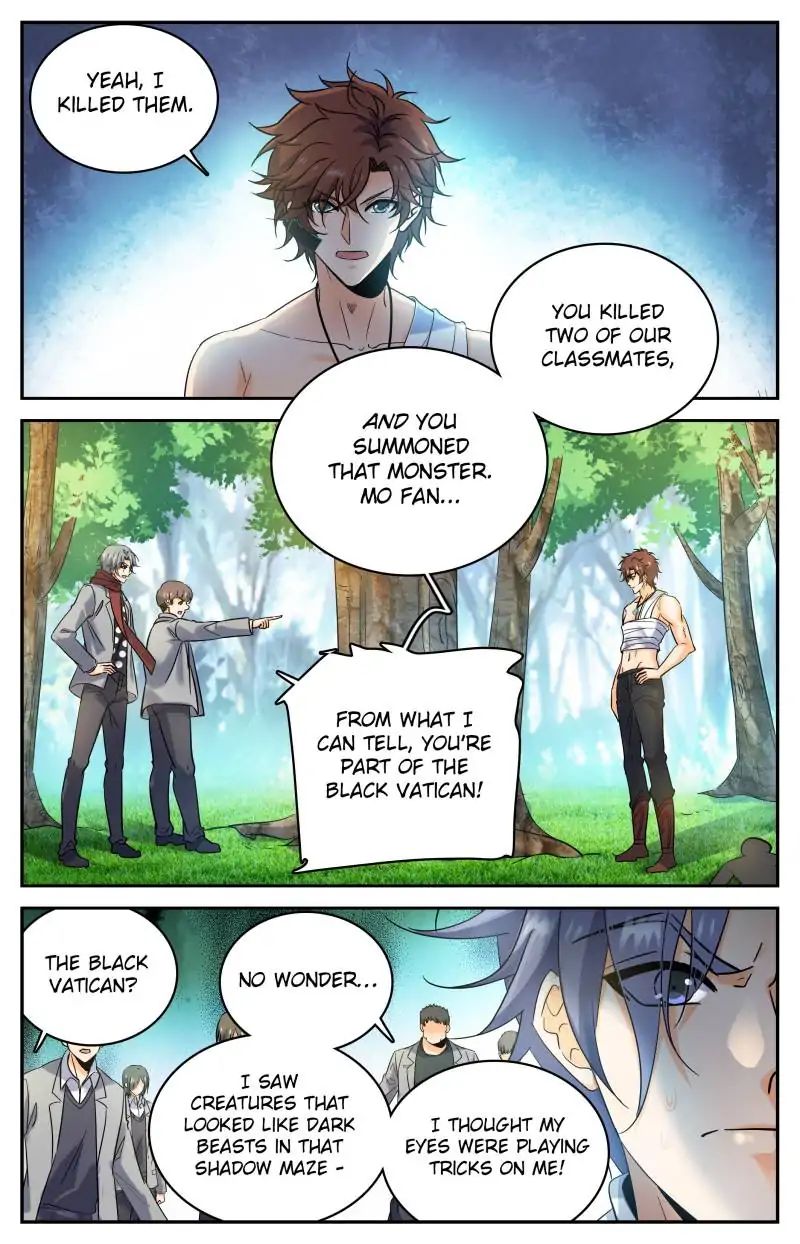 YEAH, I
KILLED THEM.
YOU KILLED
TWO OF OUR
CLASSMATES,
AND YOU
SUMMONED
THAT MONSTER.
MO FAN...
FROM WHAT I
CAN TELL, YOU'RE
PART OF THE
BLACK VATICAN!
THE BLACK
VATICAN?
NO WONDER...
I SAW
CREATURES THAT
LOOKED LIKE DARK
BEASTS IN THAT
SHADOW MAZE -
I THOUGHT MY
EYES WERE PLAYING
TRICKS ON ME!